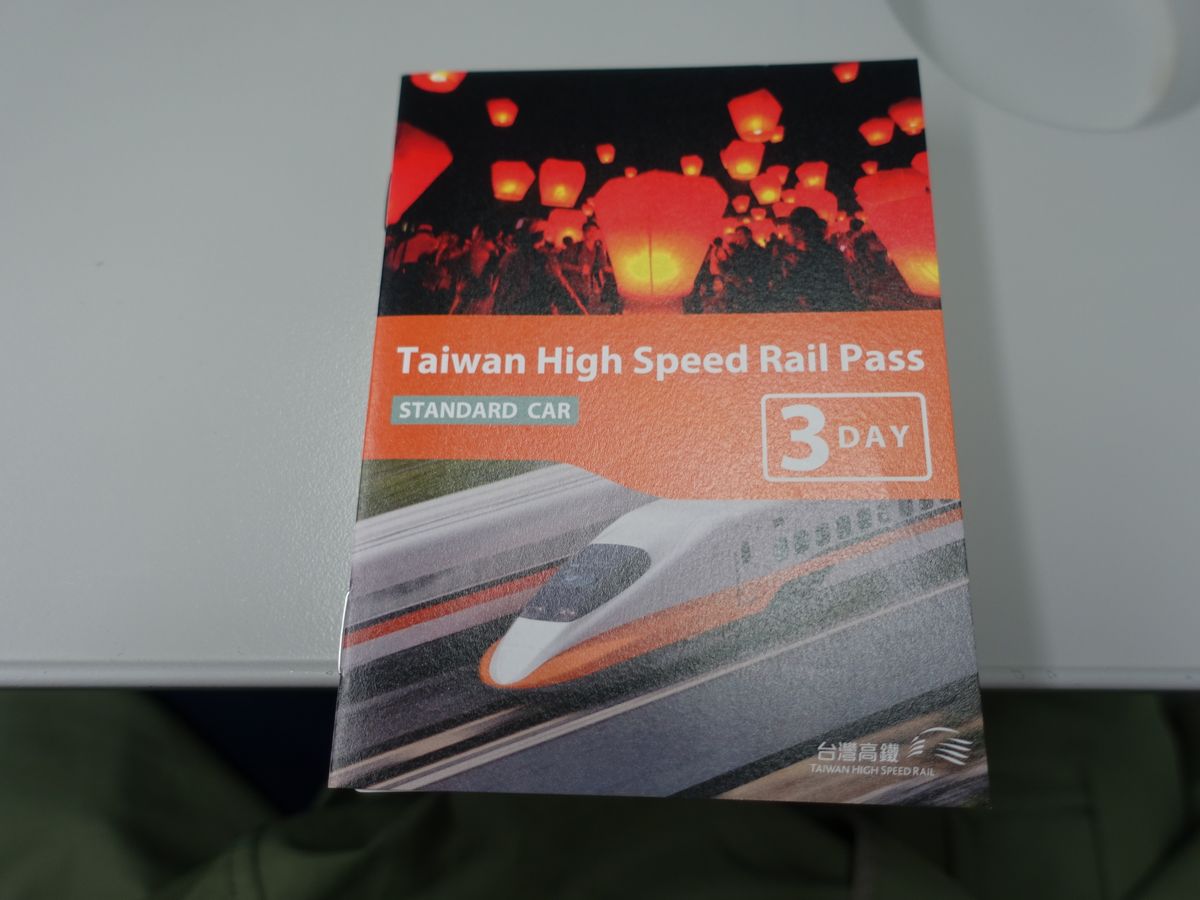 Taiwan High Speed Rail Pass
STANDARD CAR
3 DAY
台灣高鐵
TAIWAN HIGH SPEED RAIL